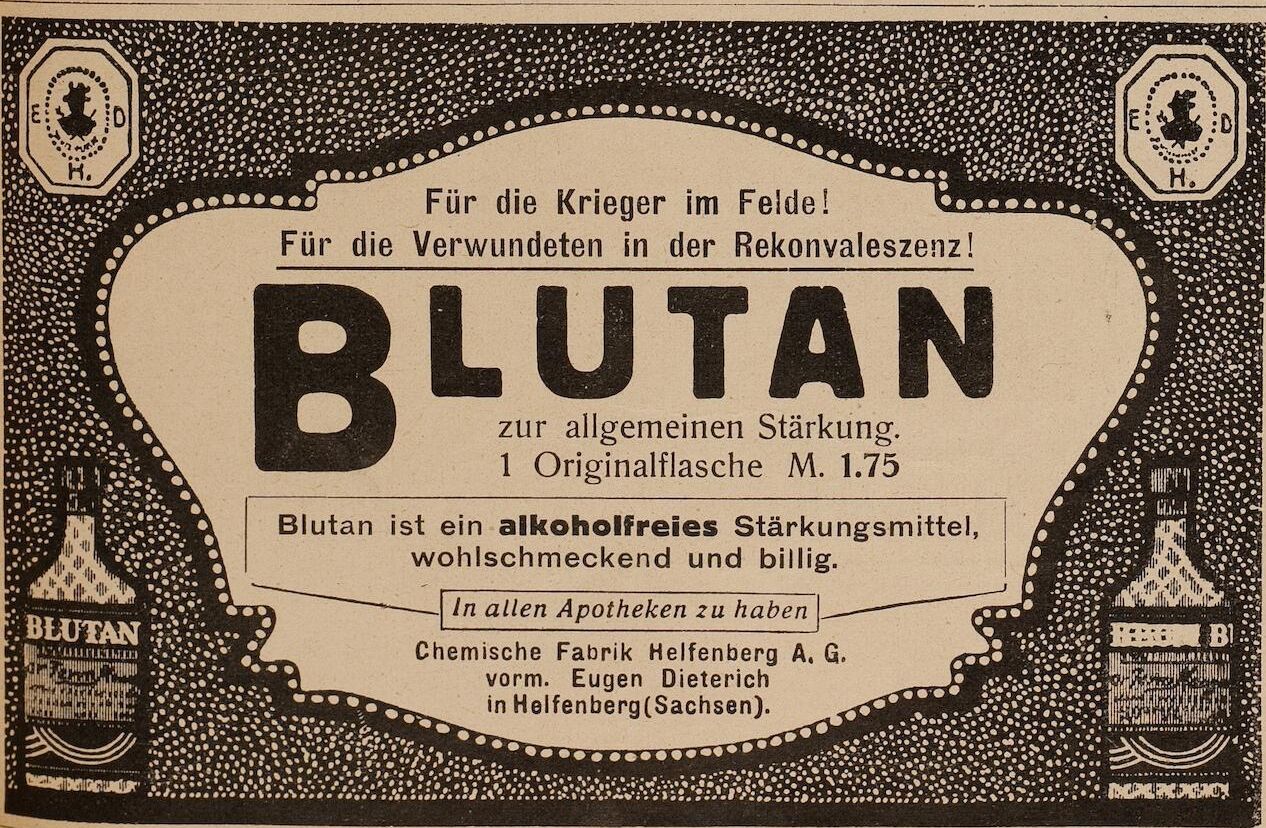 E D
H.
E D
H.
Für die Krieger im Felde!
Für die Verwundeten in der Rekonvaleszenz!
BLUTAN
zur allgemeinen Stärkung.
1 Originalflasche M. 1.75
Blutan ist ein alkoholfreies Stärkungsmittel,
wohlschmeckend und billig.
In allen Apotheken zu haben
Chemische Fabrik Helfenberg A. G.
vorm. Eugen Dieterich
in Helfenberg (Sachsen).
BLUTAN
B